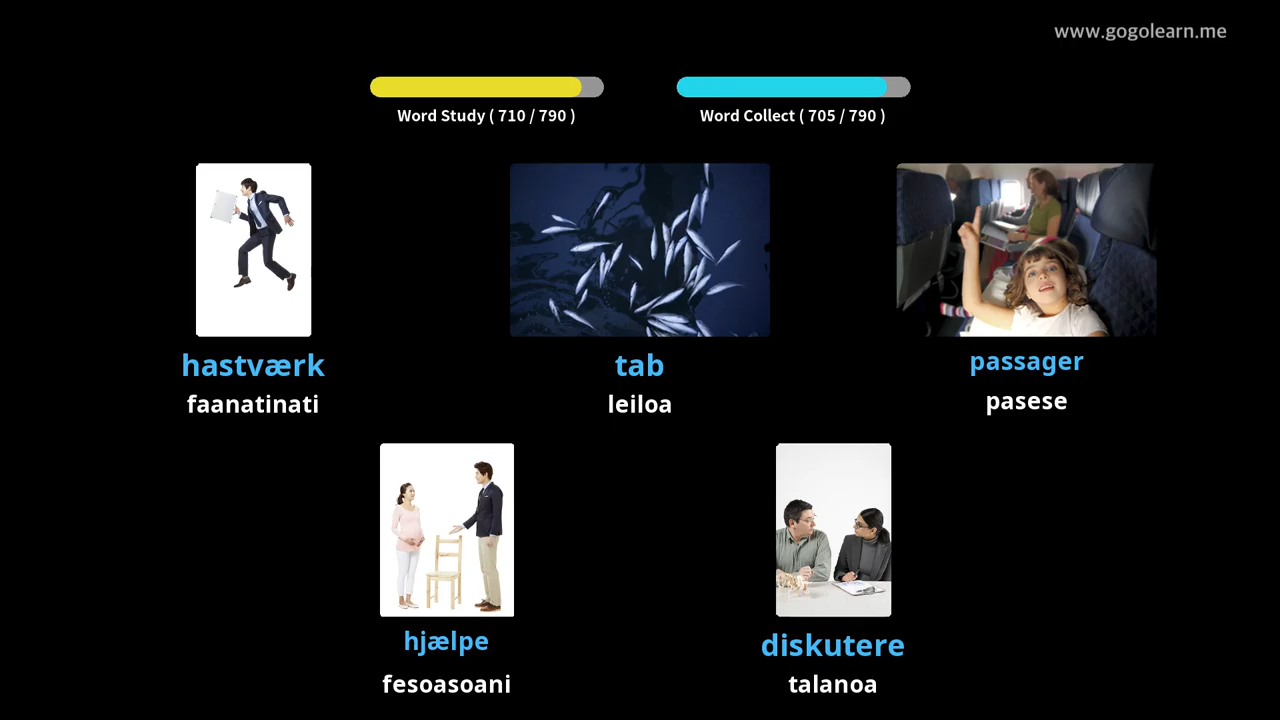 www.gogolearn.me
Word Study ( 710 / 790 )
Word Collect ( 705 / 790 )
hastværk
faanatinati
tab
leiloa
passager
pasese
hjælpe
fesoasoani
diskutere
talanoa